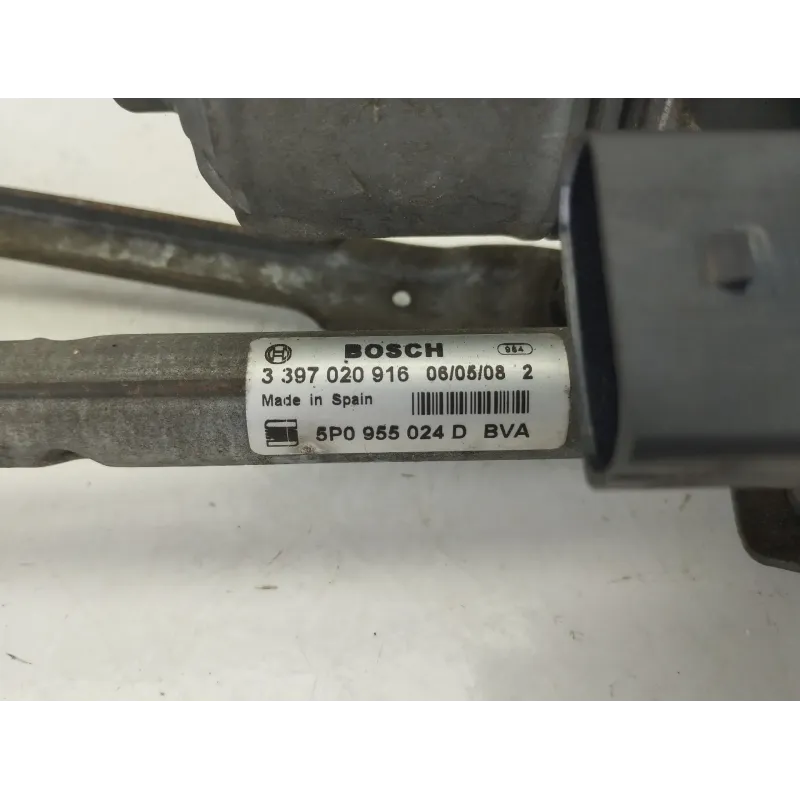 BOSCH 984
3 397 020 916 06/05/08 2
Made in Spain
5P0 955 024 D BVA